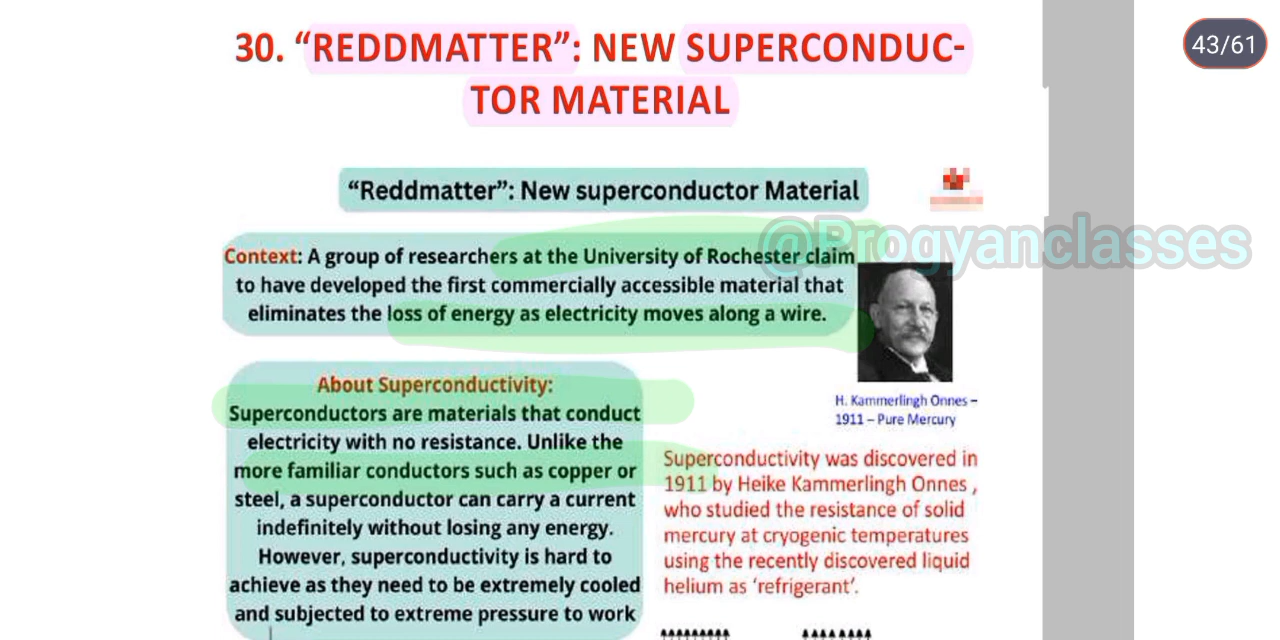 43/61
30. “REDDMATTER”: NEW SUPERCONDUC-
TOR MATERIAL
“Reddmatter”: New superconductor Material
@Progyanclasses
Context: A group of researchers at the University of Rochester claim
to have developed the first commercially accessible material that
eliminates the loss of energy as electricity moves along a wire.
H. Kammerlingh Onnes –
1911 – Pure Mercury
About Superconductivity:
Superconductors are materials that conduct
electricity with no resistance. Unlike the
more familiar conductors such as copper or
steel, a superconductor can carry a current
indefinitely without losing any energy.
However, superconductivity is hard to
achieve as they need to be extremely cooled
and subjected to extreme pressure to work
Superconductivity was discovered in
1911 by Heike Kammerlingh Onnes ,
who studied the resistance of solid
mercury at cryogenic temperatures
using the recently discovered liquid
helium as ‘refrigerant’.